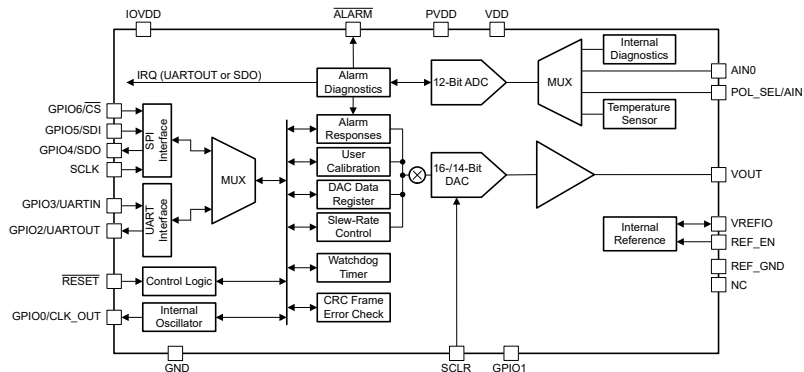 IOVDD
ALARM
PVDD
VDD
IRQ (UARTOUT or SDO)
Alarm
Diagnostics
12-Bit ADC
MUX
Internal
Diagnostics
Temperature
Sensor
AIN0
POL_SEL/AIN
GPIO6/CS
GPIO5/SDI
GPIO4/SDO
SCLK
SPI
Interface
GPIO3/UARTIN
GPIO2/UARTOUT
UART
Interface
MUX
Alarm
Responses
User
Calibration
DAC Data
Register
Slew-Rate
Control
Watchdog
Timer
CRC Frame
Error Check
16-/14-Bit
DAC
VOUT
Internal
Reference
VREFIO
REF_EN
REF_GND
NC
RESET
Control Logic
GPIO0/CLK_OUT
Internal
Oscillator
GND
SCLR
GPIO1